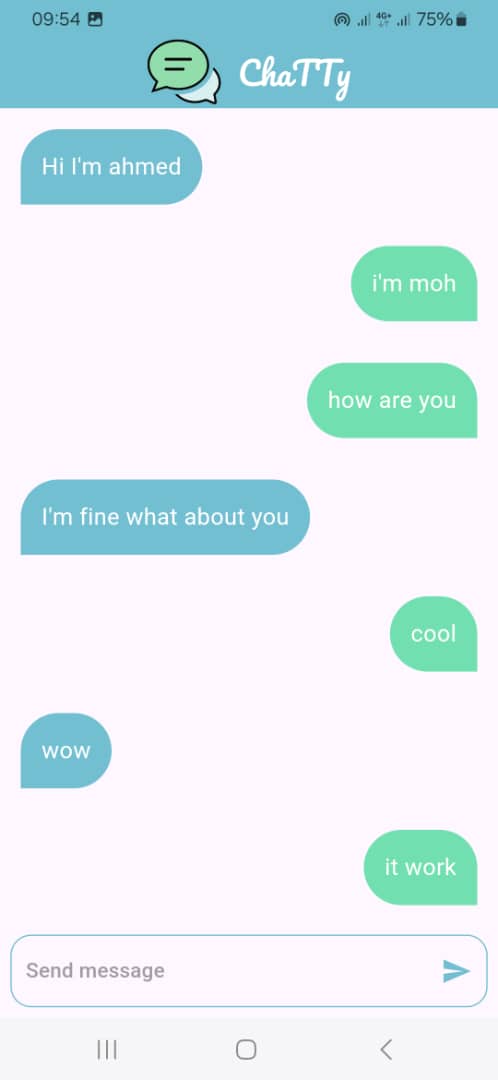 09:54 4G+ 75%
ChaTTy
Hi I'm ahmed
i'm moh
how are you
I'm fine what about you
cool
wow
it work
Send message